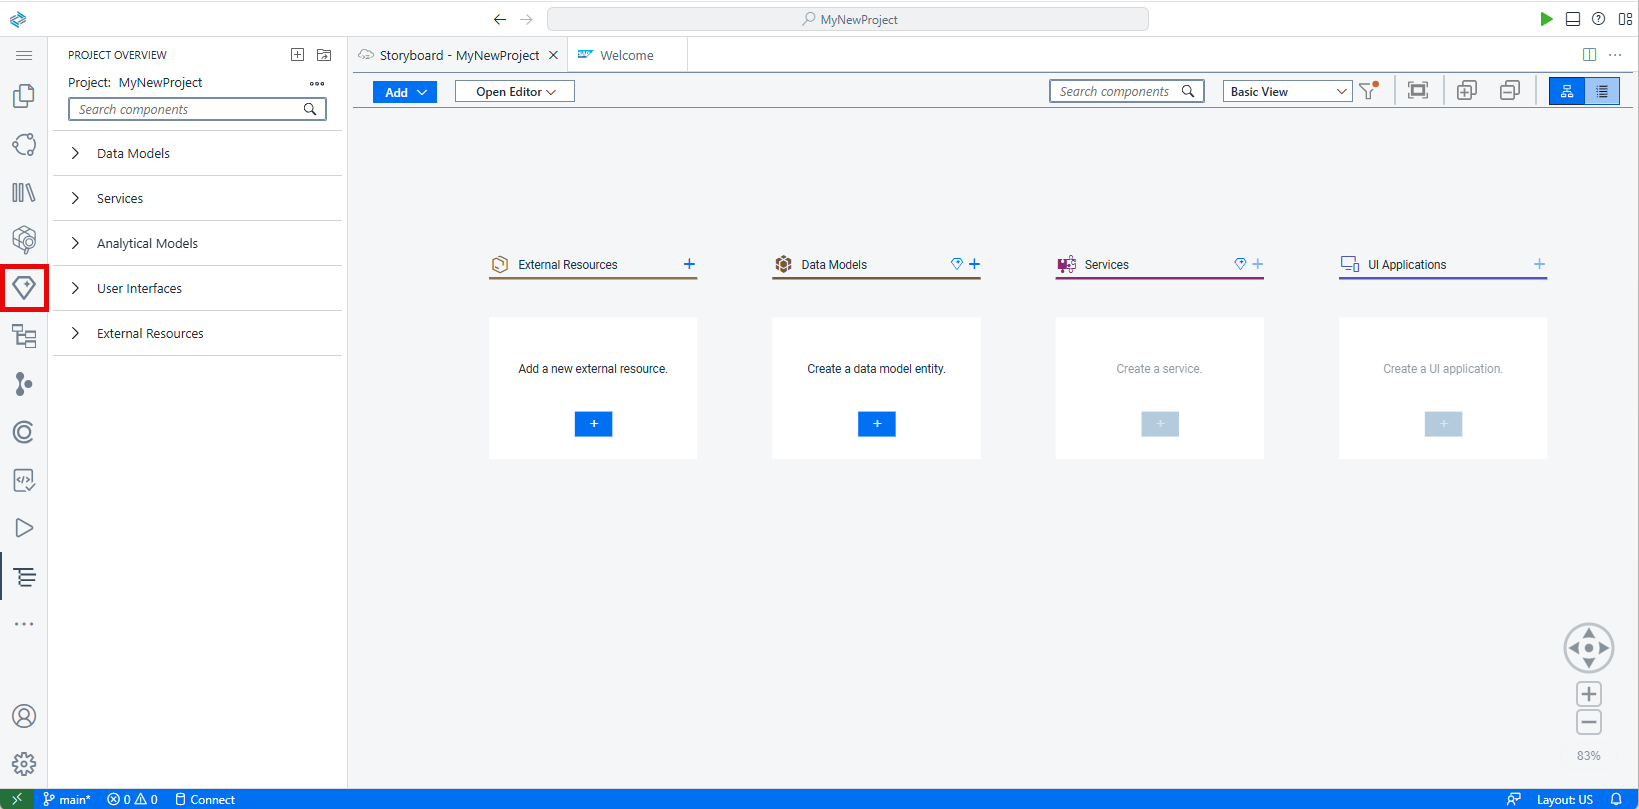 MyNewProject
PROJECT OVERVIEW
Project: MyNewProject
Search components
Data Models
Services
Analytical Models
User Interfaces
External Resources
Storyboard - MyNewProject
SAP Welcome
Add
Open Editor
Search components
Basic View
External Resources
Data Models
Services
UI Applications
Add a new external resource.
Create a data model entity.
Create a service.
Create a UI application.
83%
main*
0
0
Connect
Layout: US